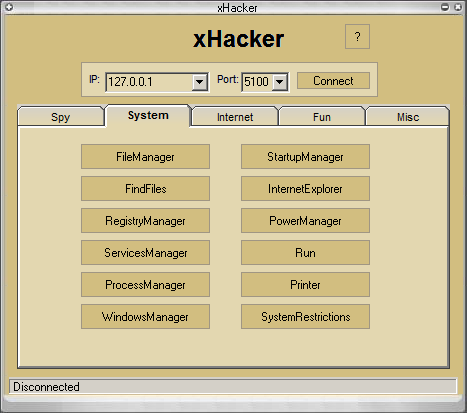 xHacker
xHacker
?
IP: 127.0.0.1 Port: 5100 Connect
Spy System Internet Fun Misc
FileManager StartupManager
FindFiles InternetExplorer
RegistryManager PowerManager
ServicesManager Run
ProcessManager Printer
WindowsManager SystemRestrictions
Disconnected